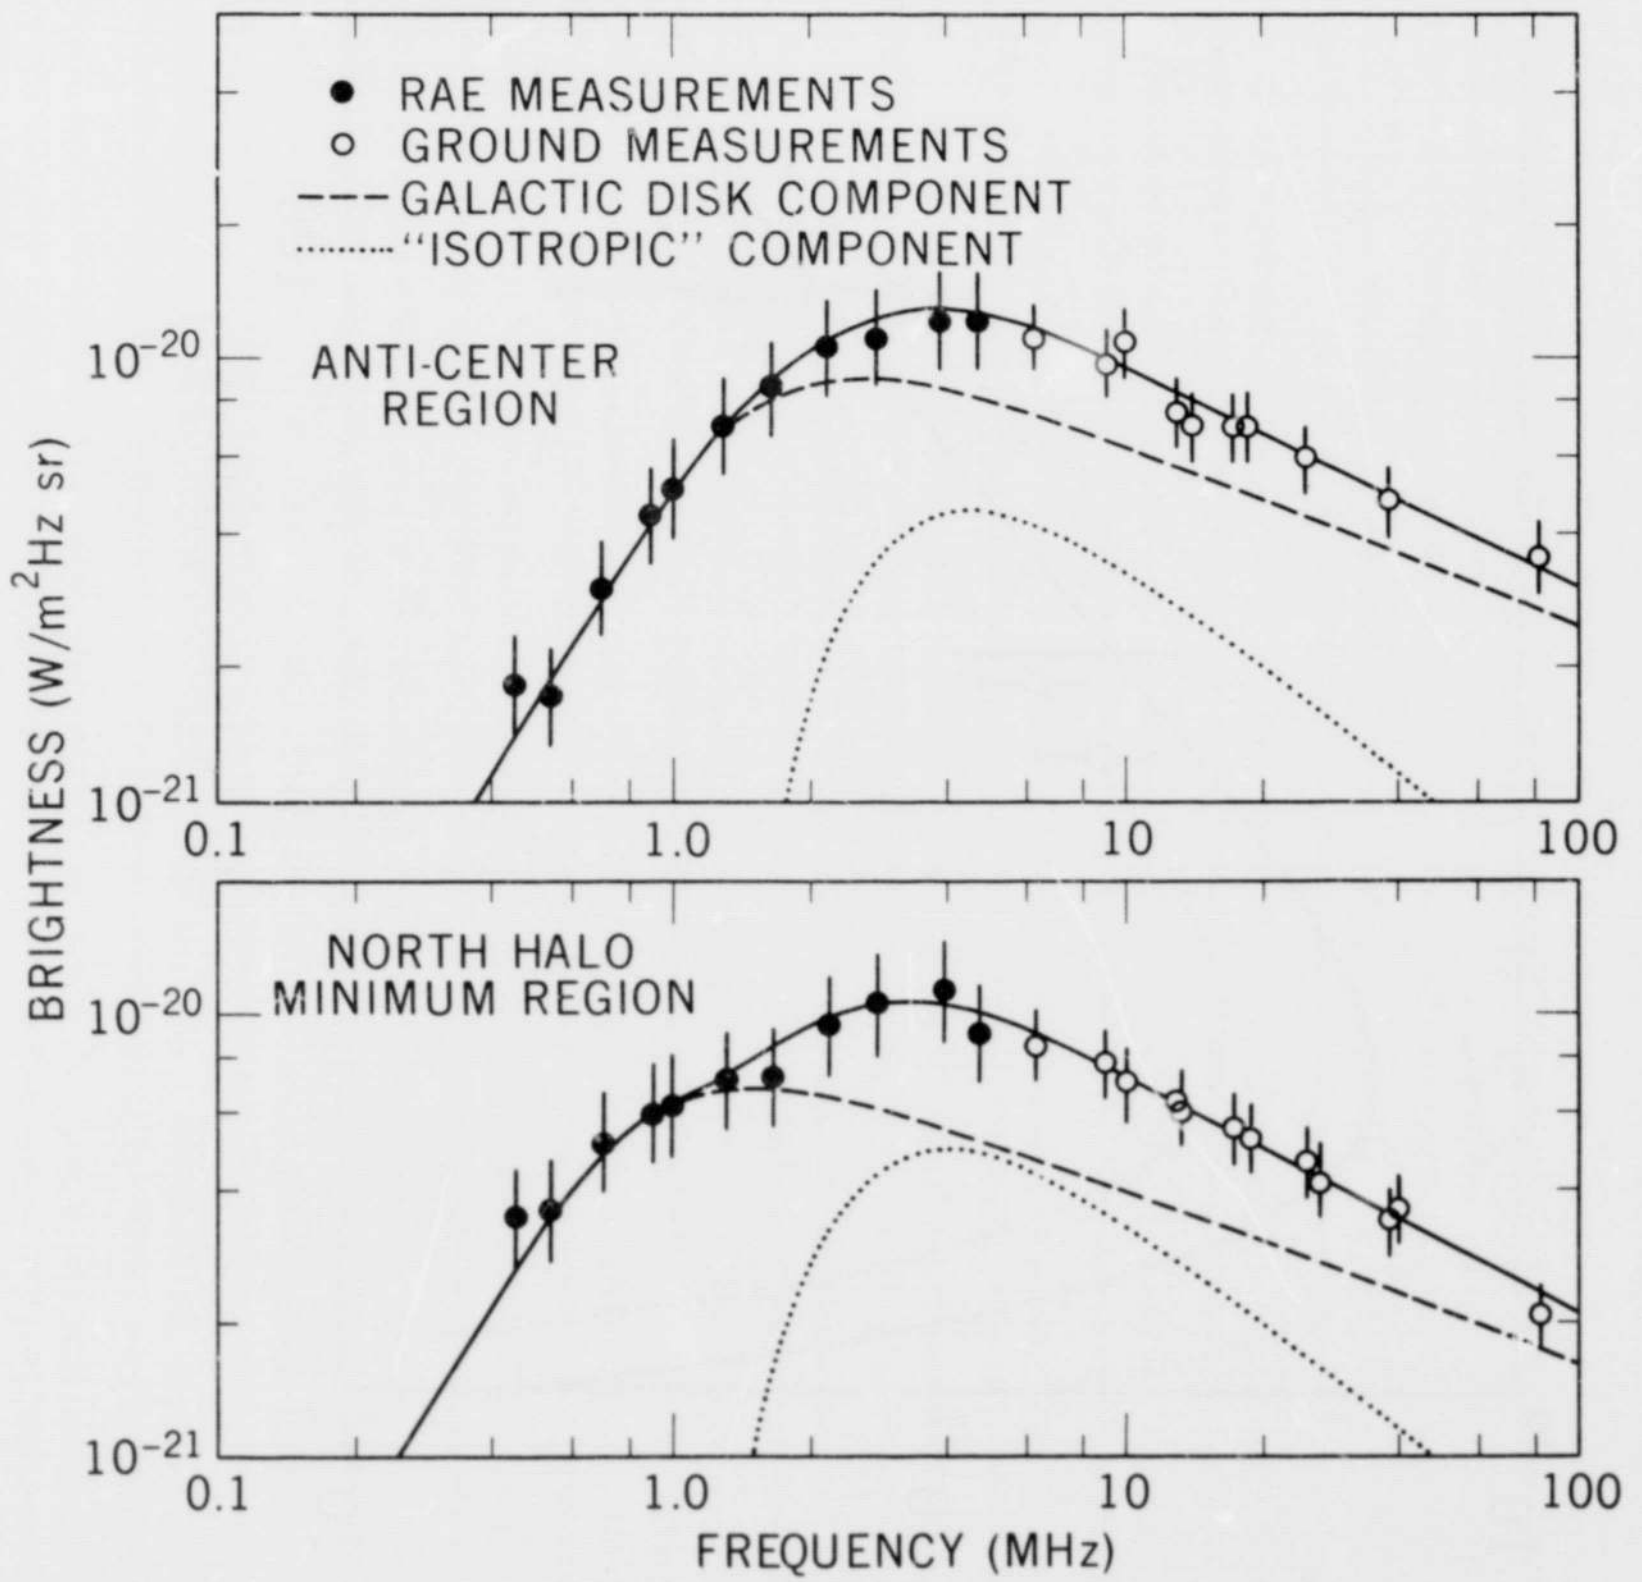 RAE MEASUREMENTS
GROUND MEASUREMENTS
GALACTIC DISK COMPONENT
"ISOTROPIC" COMPONENT
ANTI-CENTER
REGION
10⁻²⁰
10⁻²¹
0.1 1.0 10 100
BRIGHTNESS (W/m²Hz sr)
NORTH HALO
MINIMUM REGION
10⁻²⁰
10⁻²¹
0.1 1.0 10 100
FREQUENCY (MHz)